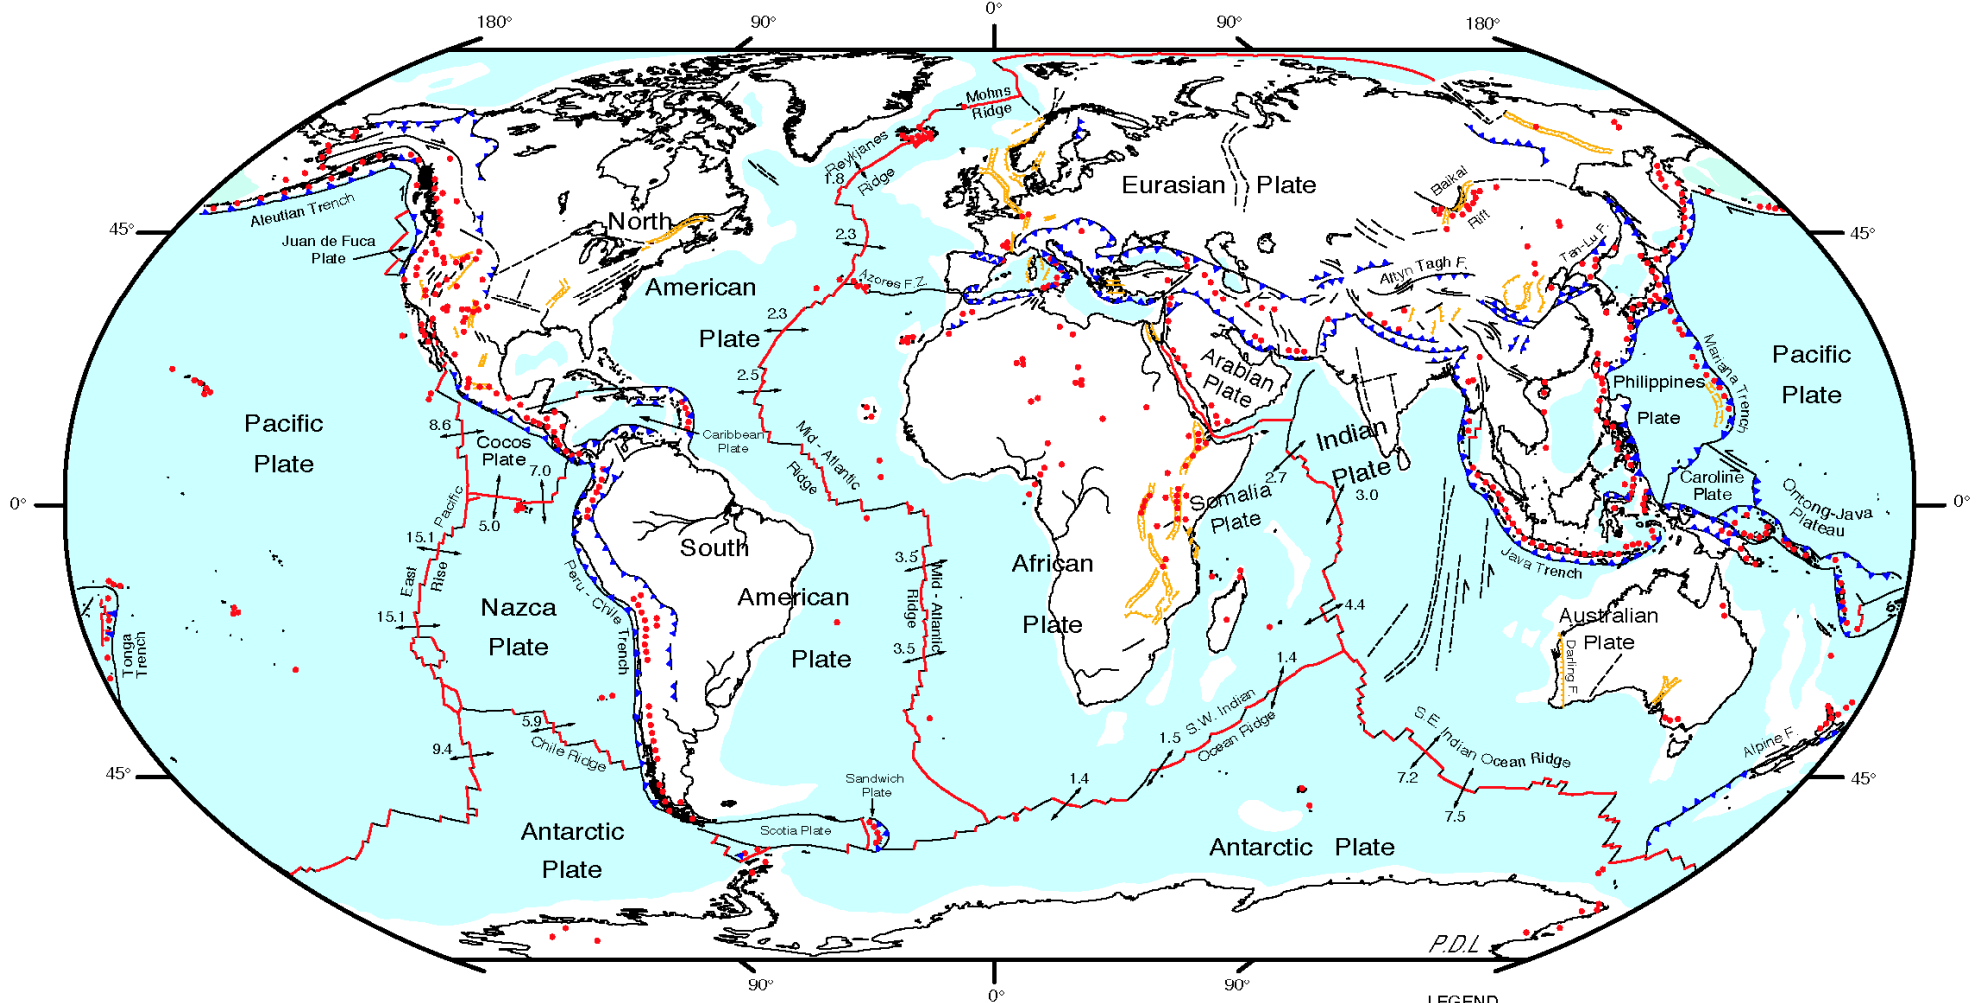 180°
90°
0°
90°
180°
Mohns
Ridge
Reykjanes
Ridge
1.8
Eurasian Plate
Baikal
Rift
Aleutian Trench
North
45°
45°
Juan de Fuca
Plate
2.3
Tan-Lu F.
Altyn Tagh F.
Azores F.Z.
American
Plate
2.3
Mariana Trench
Pacific
Plate
Arabian
Plate
2.5
Philippines
Plate
Pacific
Plate
8.6
Cocos
Plate
7.0
5.0
Caribbean
Plate
Mid - Atlantic
Ridge
Indian
Plate
2.7
3.0
Somalia
Plate
Caroline
Plate
Ontong-Java
Plateau
0°
0°
East
Pacific
Rise
15.1
15.1
South
American
Plate
Peru - Chile Trench
Nazca
Plate
3.5
Mid - Atlantic
Ridge
3.5
African
Plate
Java Trench
Australian
Plate
Darling F.
4.4
1.4
Tonga
Trench
5.9
Chile Ridge
9.4
S.W. Indian
Ocean Ridge
1.5
1.4
S.E. Indian Ocean Ridge
7.2
7.5
Alpine F.
45°
45°
Sandwich
Plate
Scotia Plate
Antarctic
Plate
Antarctic Plate
P.D.L
90°
0°
90°
LEGEND